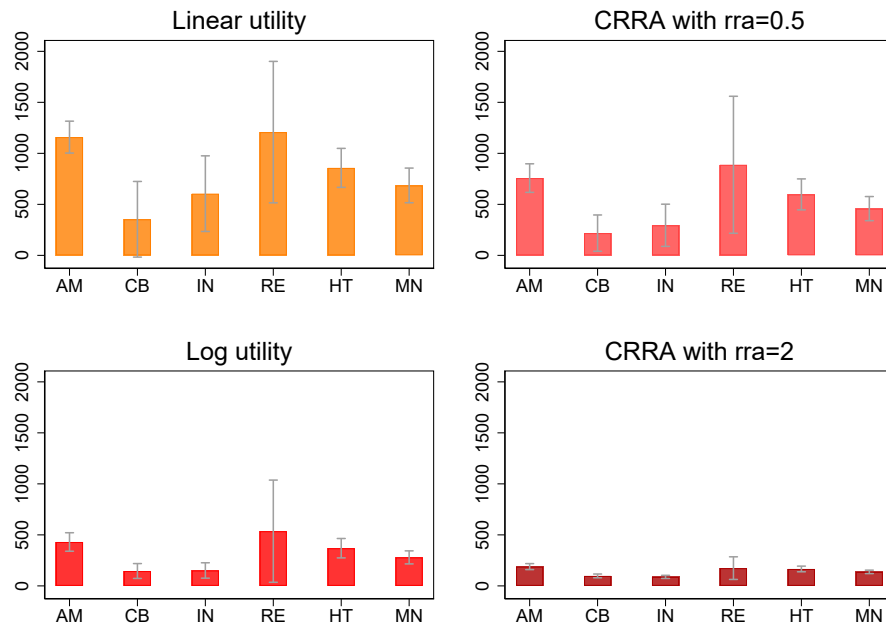 Linear utility
2000
1500
1000
500
0
AM CB IN RE HT MN
CRRA with rra=0.5
2000
1500
1000
500
0
AM CB IN RE HT MN
Log utility
2000
1500
1000
500
0
AM CB IN RE HT MN
CRRA with rra=2
2000
1500
1000
500
0
AM CB IN RE HT MN